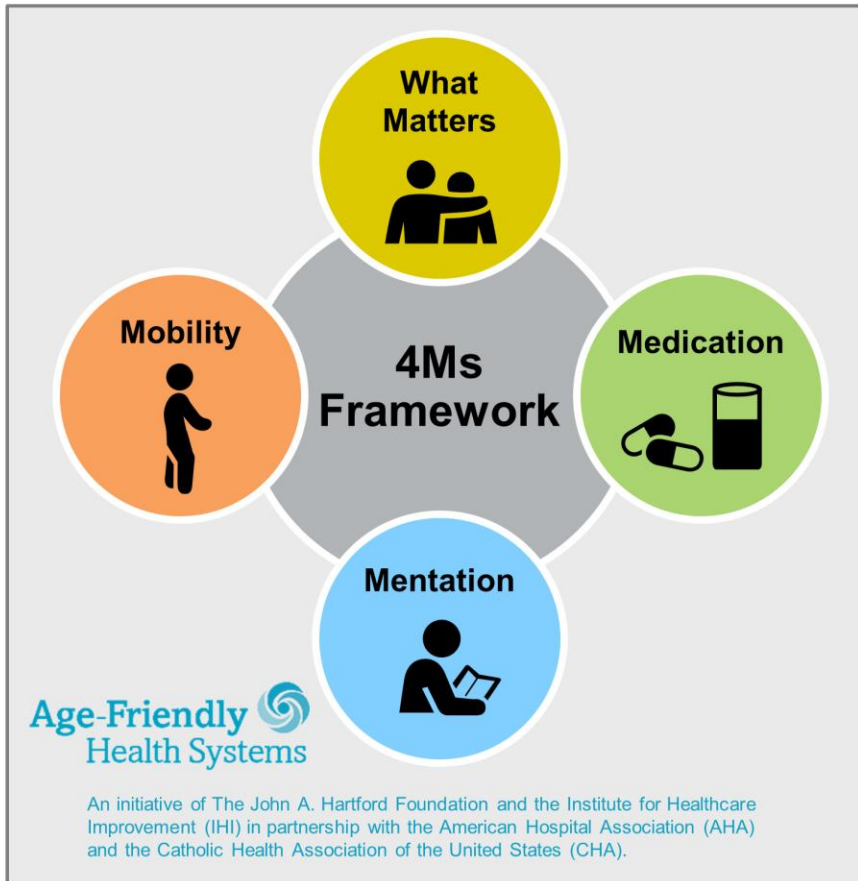 What
Matters
Mobility
4Ms
Framework
Medication
Mentation
Age-Friendly
Health Systems
An initiative of The John A. Hartford Foundation and the Institute for Healthcare
Improvement (IHI) in partnership with the American Hospital Association (AHA)
and the Catholic Health Association of the United States (CHA).